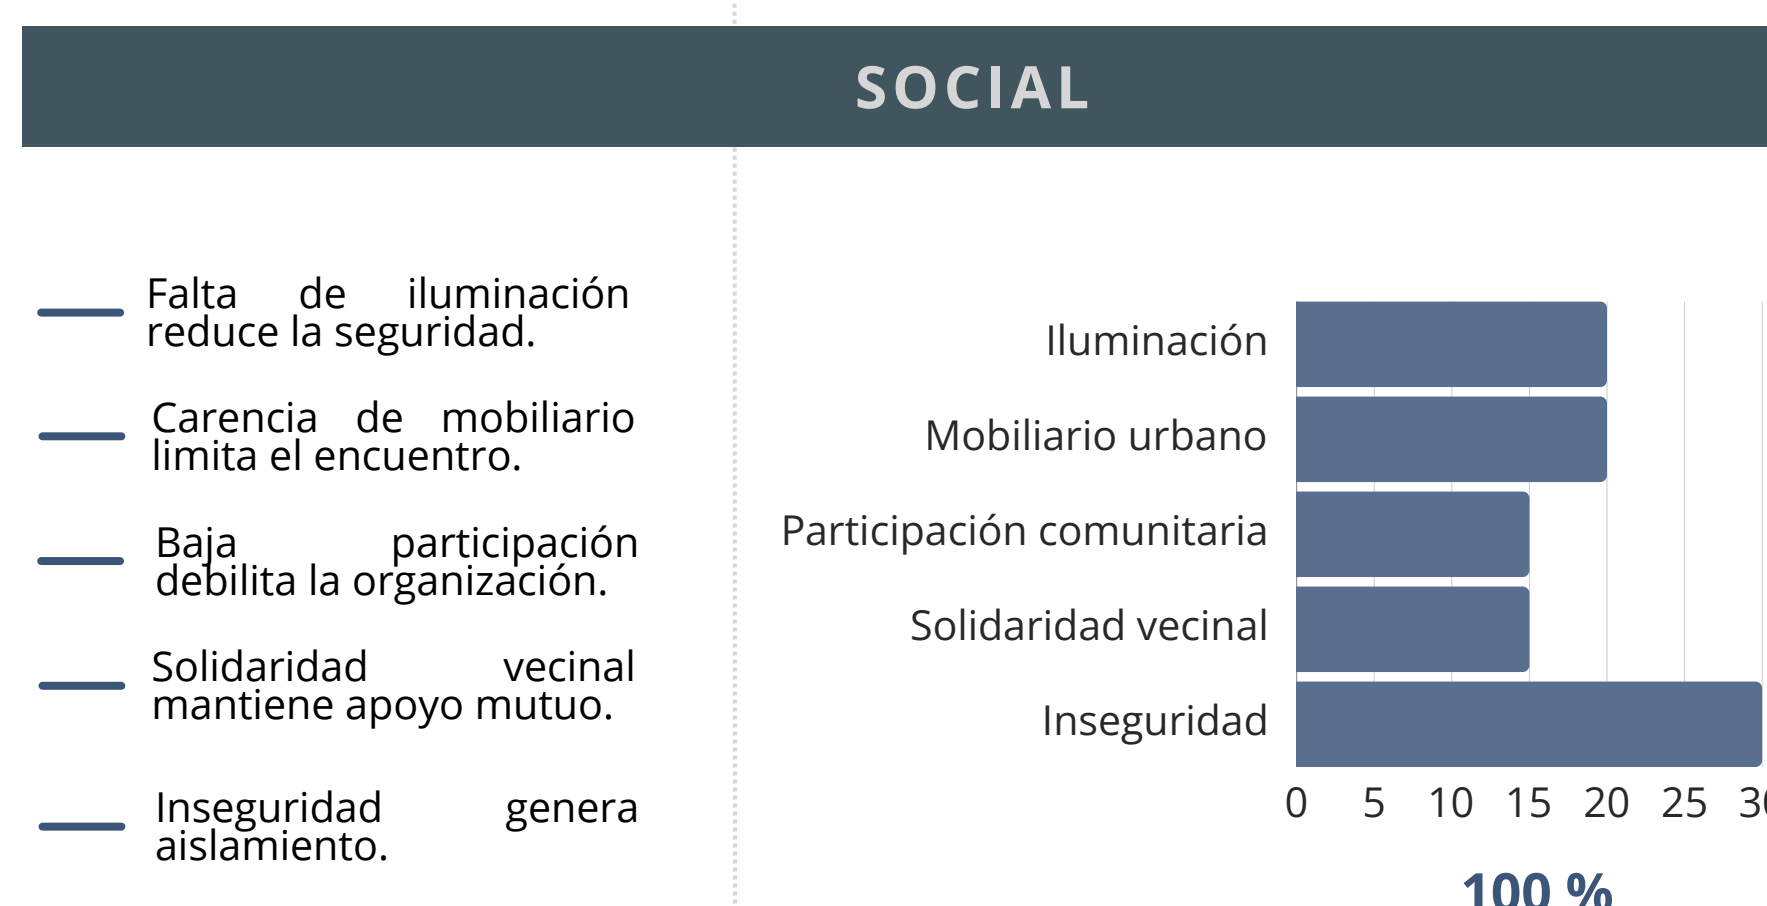 SOCIAL
Falta de iluminación
reduce la seguridad.
Carencia de mobiliario
limita el encuentro.
Baja participación
debilita la organización.
Solidaridad vecinal
mantiene apoyo mutuo.
Inseguridad genera
aislamiento.
Iluminación
Mobiliario urbano
Participación comunitaria
Solidaridad vecinal
Inseguridad
0 5 10 15 20 25 30
100 %